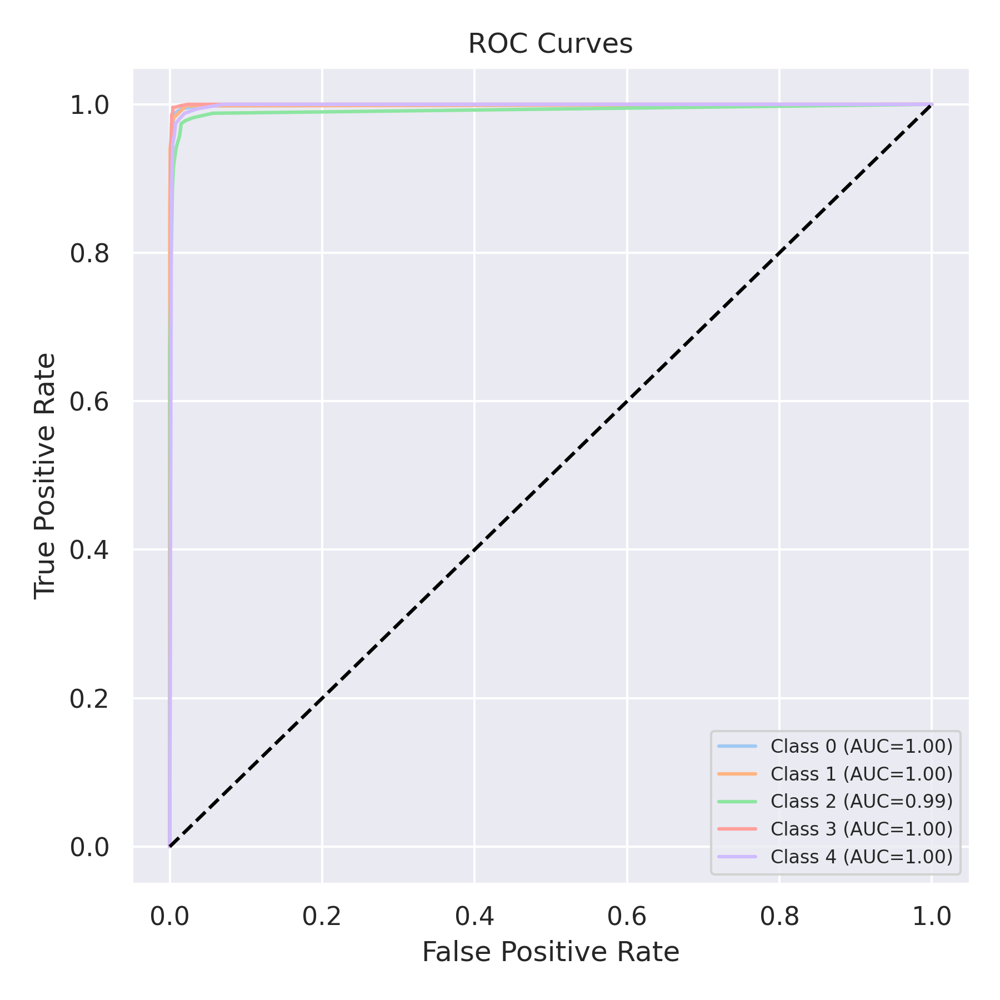 ROC Curves
True Positive Rate
1.0
0.8
0.6
0.4
0.2
0.0
0.0 0.2 0.4 0.6 0.8 1.0
False Positive Rate
Class 0 (AUC=1.00)
Class 1 (AUC=1.00)
Class 2 (AUC=0.99)
Class 3 (AUC=1.00)
Class 4 (AUC=1.00)